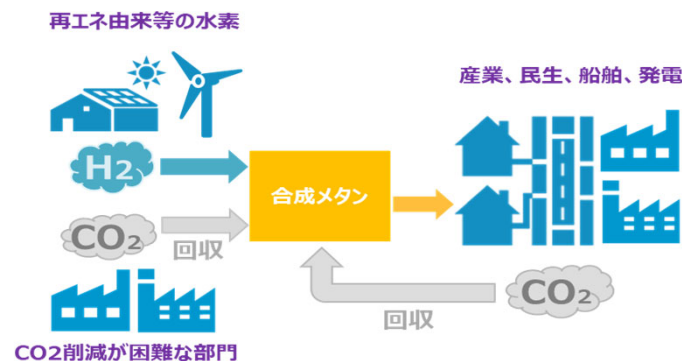 再エネ由来等の水素
産業、民生、船舶、発電
H2
合成メタン
CO2
回収
CO2
回収
CO2削減が困難な部門